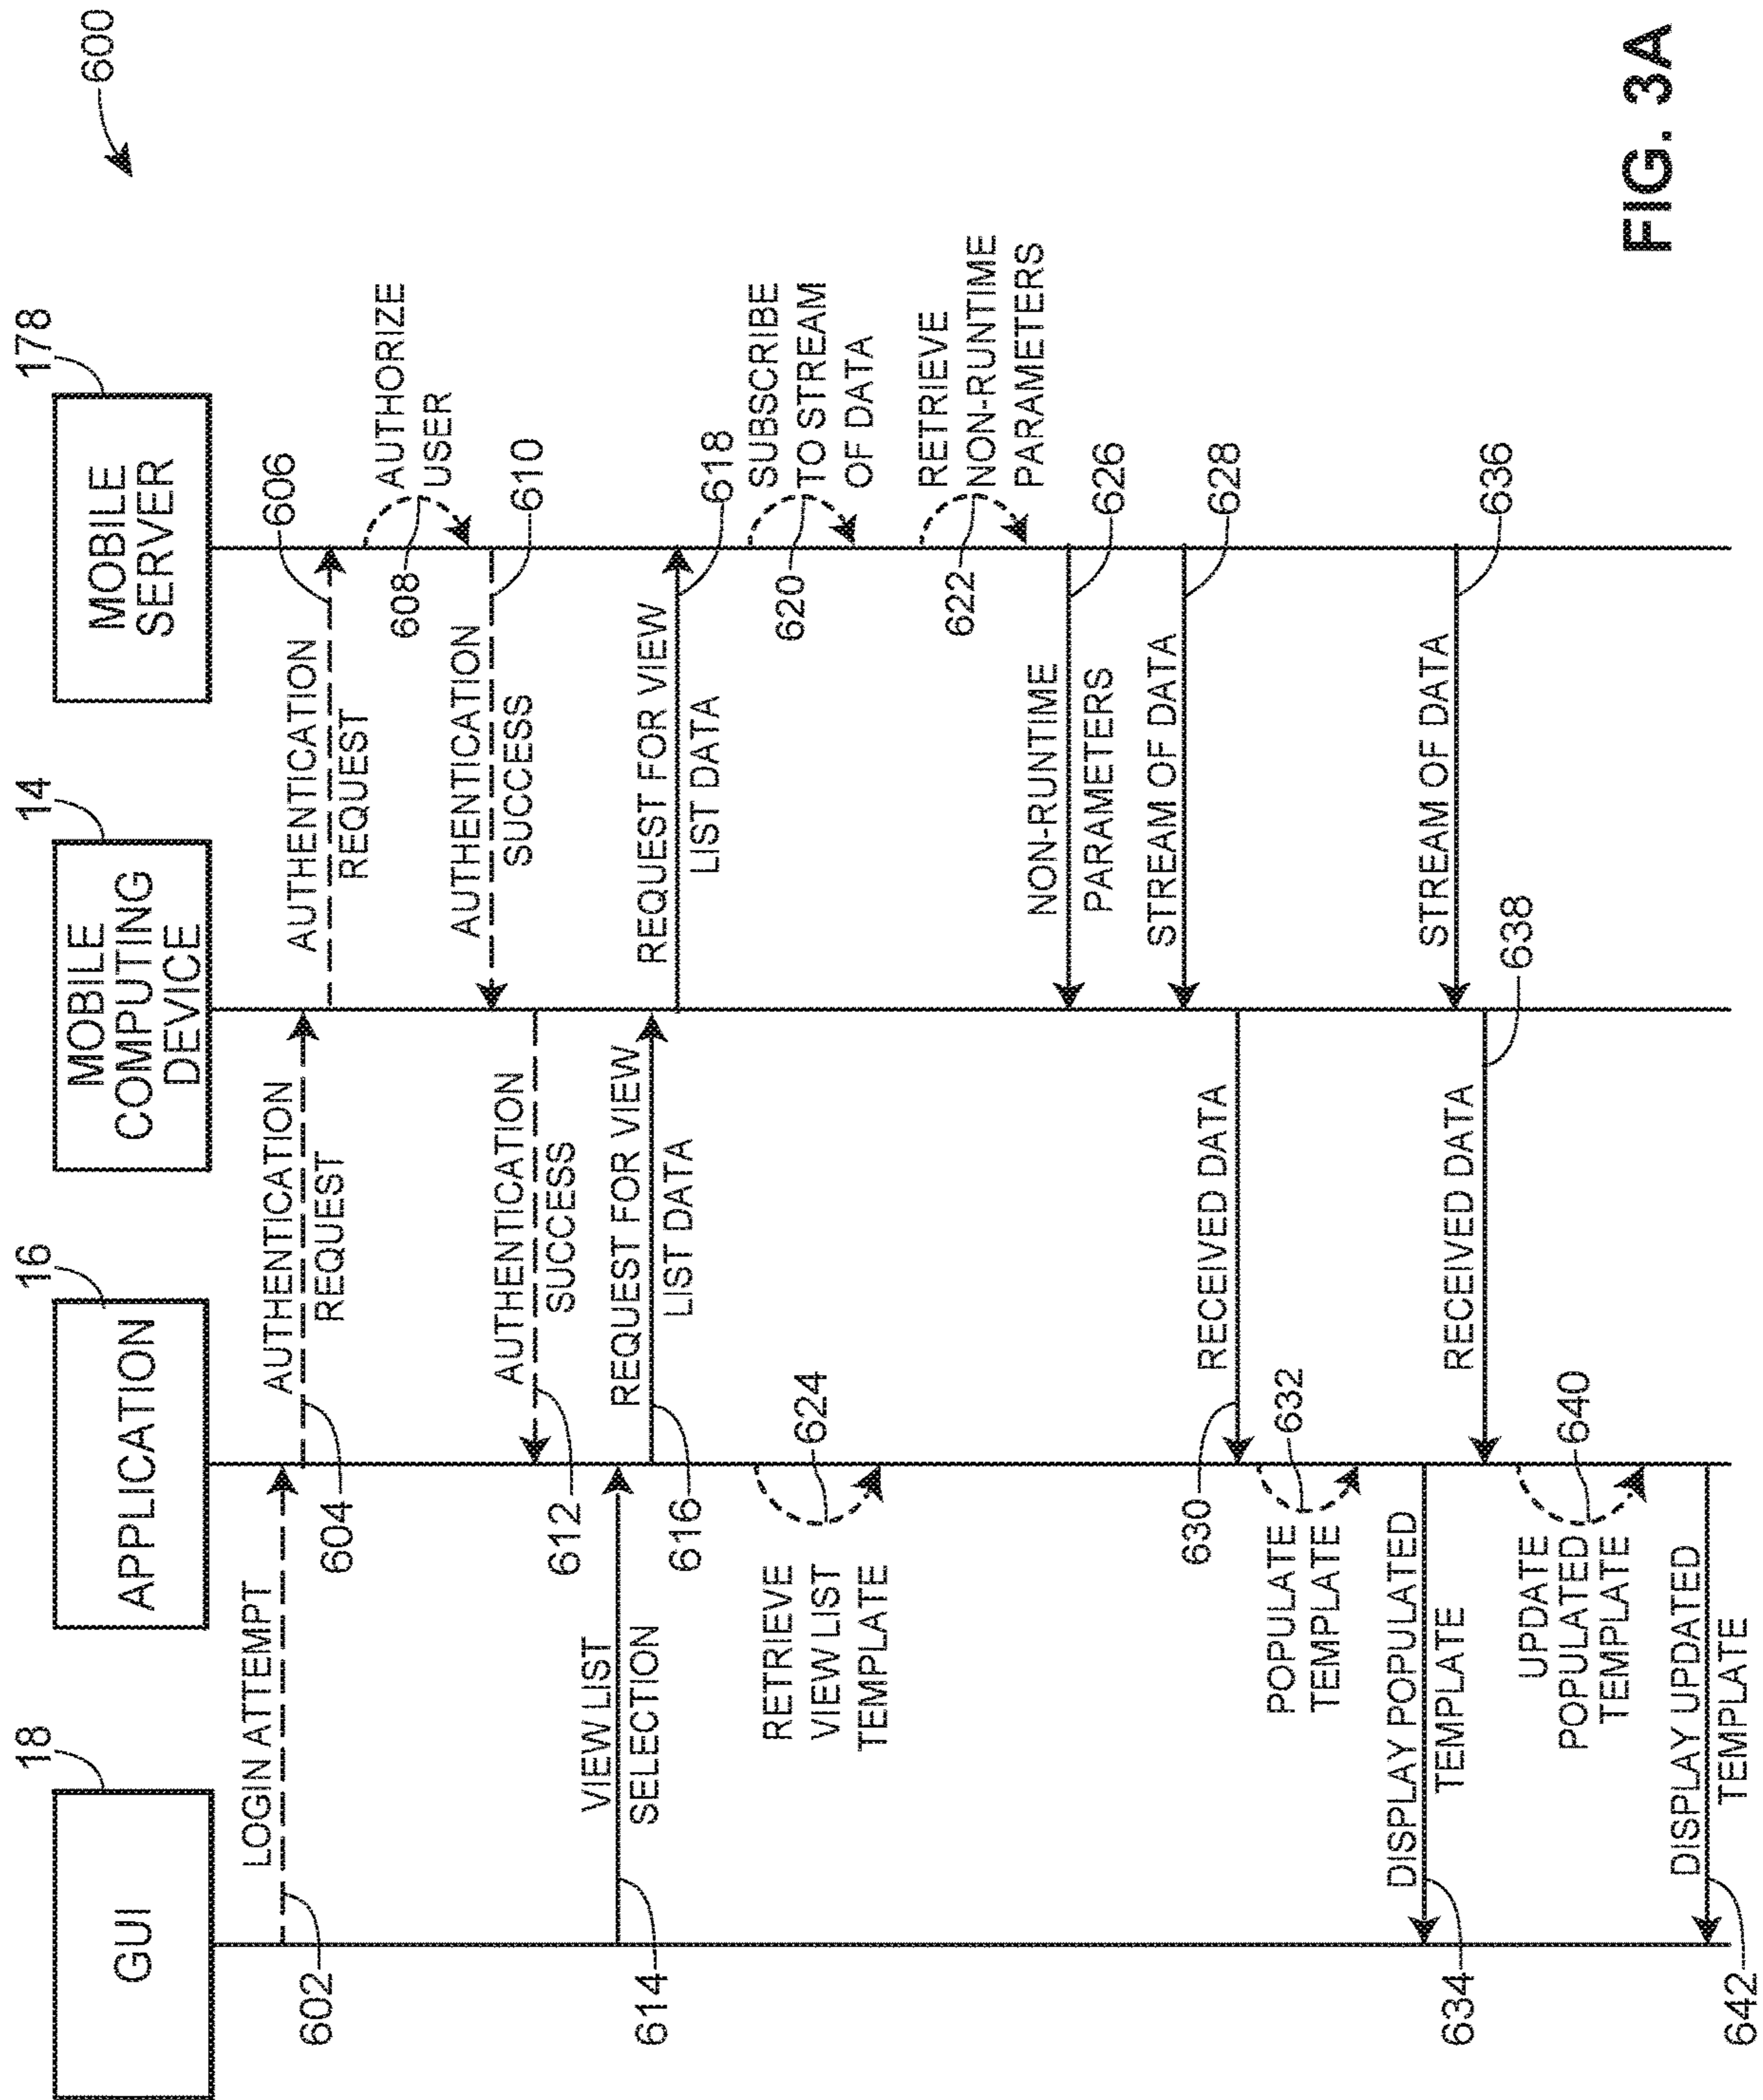 600
18
GUI
16
APPLICATION
14
MOBILE
COMPUTING
DEVICE
178
MOBILE
SERVER
602
LOGIN ATTEMPT
604
AUTHENTICATION
REQUEST
AUTHENTICATION
REQUEST
606
608
AUTHORIZE
USER
AUTHENTICATION
SUCCESS
610
612
AUTHENTICATION
SUCCESS
614
VIEW LIST
SELECTION
616
REQUEST FOR VIEW
LIST DATA
REQUEST FOR VIEW
LIST DATA
618
620
SUBSCRIBE
TO STREAM
OF DATA
RETRIEVE
VIEW LIST
TEMPLATE
624
622
RETRIEVE
NON-RUNTIME
PARAMETERS
NON-RUNTIME
PARAMETERS
626
STREAM OF DATA
628
630
RECEIVED DATA
POPULATE
TEMPLATE
632
634
DISPLAY POPULATED
TEMPLATE
STREAM OF DATA
636
RECEIVED DATA
638
UPDATE
POPULATED
TEMPLATE
640
642
DISPLAY UPDATED
TEMPLATE
FIG. 3A